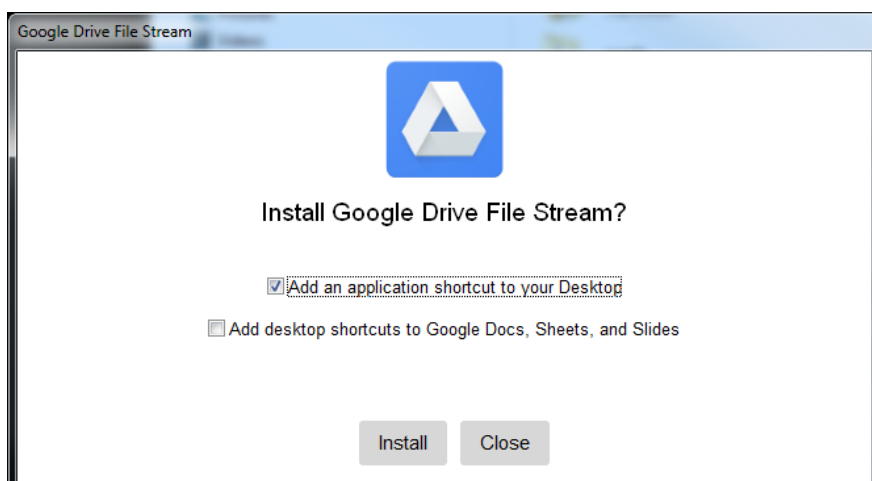 Google Drive File Stream
Install Google Drive File Stream?
Add an application shortcut to your Desktop
Add desktop shortcuts to Google Docs, Sheets, and Slides
Install Close